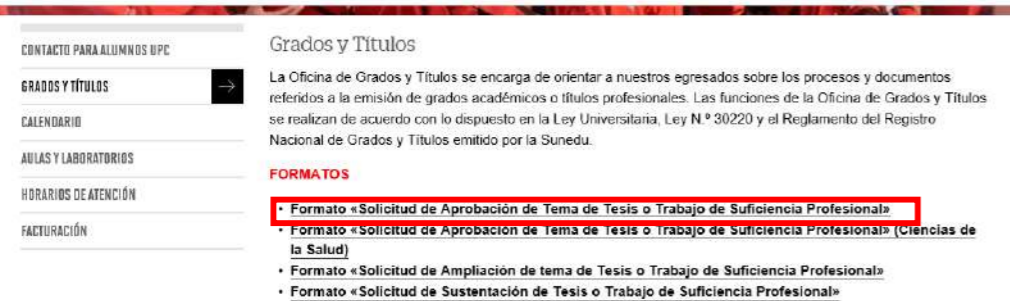 CONTACTO PARA ALUMNOS UPC
GRADOS Y TÍTULOS
CALENDARIO
AULAS Y LABORATORIOS
HORARIOS DE ATENCIÓN
FACTURACIÓN
Grados y Títulos
La Oficina de Grados y Títulos se encarga de orientar a nuestros egresados sobre los procesos y documentos
referidos a la emisión de grados académicos o títulos profesionales. Las funciones de la Oficina de Grados y Títulos
se realizan de acuerdo con lo dispuesto en la Ley Universitaria, Ley N.º 30220 y el Reglamento del Registro
Nacional de Grados y Títulos emitido por la Sunedu.
FORMATOS
• Formato «Solicitud de Aprobación de Tema de Tesis o Trabajo de Suficiencia Profesional»
• Formato «Solicitud de Aprobación de Tema de Tesis o Trabajo de Suficiencia Profesional» (Ciencias de
la Salud)
• Formato «Solicitud de Ampliación de tema de Tesis o Trabajo de Suficiencia Profesional»
• Formato «Solicitud de Sustentación de Tesis o Trabajo de Suficiencia Profesional»